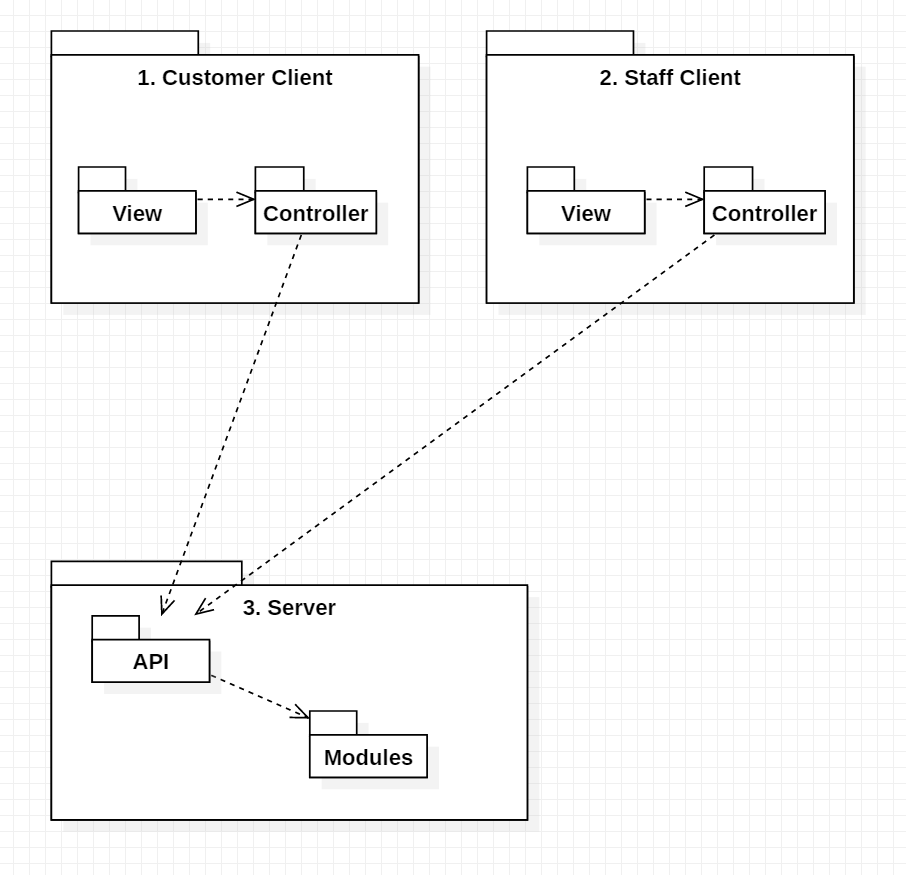 1. Customer Client
View
Controller
2. Staff Client
View
Controller
3. Server
API
Modules